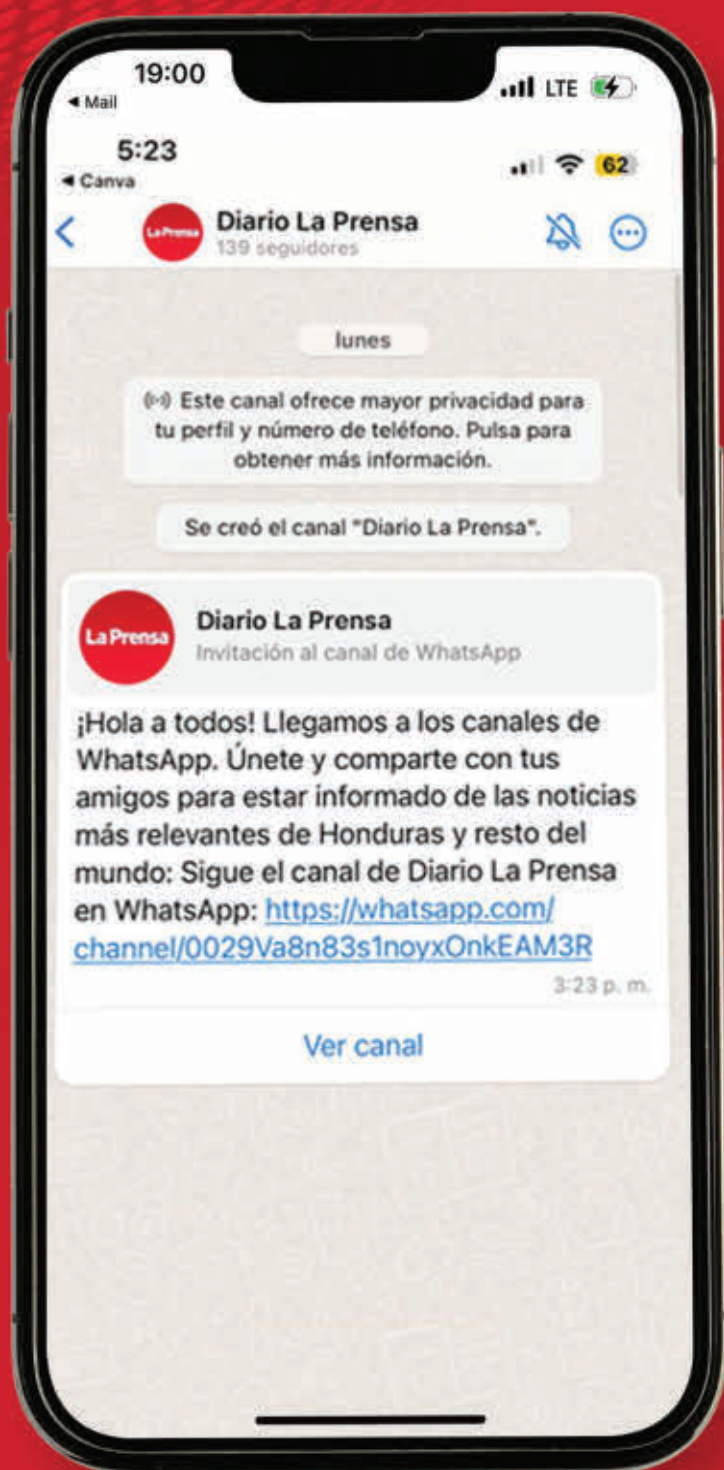 19:00
◀ Mail
LTE
5:23
◀ Canva
62
La Prensa
Diario La Prensa
139 seguidores
lunes
Este canal ofrece mayor privacidad para
tu perfil y número de teléfono. Pulsa para
obtener más información.
Se creó el canal "Diario La Prensa".
La Prensa
Diario La Prensa
Invitación al canal de WhatsApp
¡Hola a todos! Llegamos a los canales de
WhatsApp. Únete y comparte con tus
amigos para estar informado de las noticias
más relevantes de Honduras y resto del
mundo: Sigue el canal de Diario La Prensa
en WhatsApp: https://whatsapp.com/
channel/0029Va8n83s1noyxOnkEAM3R
3:23 p. m.
Ver canal